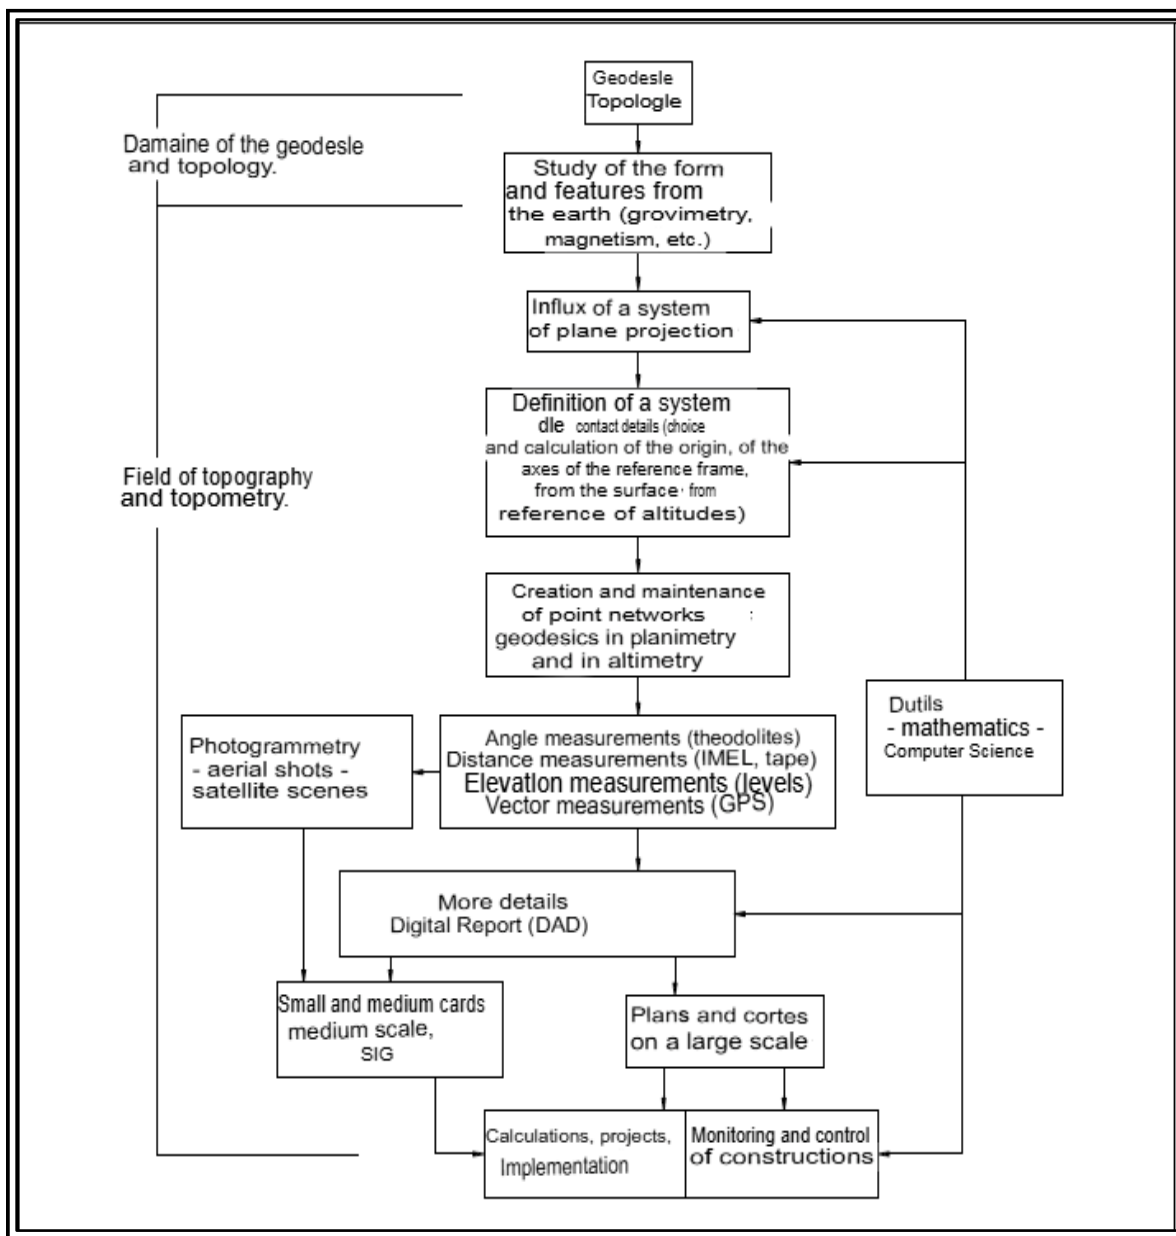 Geodesle
Topologle
Damaine of the geodesle
and topology.
Study of the form
and features from
the earth (grovimetry,
magnetism, etc.)
Influx of a system
of plane projection
Definition of a system
dle contact details (choice
and calculation of the origin, of the
axes of the reference frame,
from the surface· from
reference of altitudes)
Field of topography
and topometry.
Creation and maintenance
of point networks :
geodesics in planimetry
and in altimetry
Dutils
- mathematics -
Computer Science
Photogrammetry
- aerial shots -
satellite scenes
Angle measurements (theodolites)
Distance measurements (IMEL, tape)
Elevation measurements (levels)
Vector measurements (GPS)
More details
Digital Report (DAD)
Small and medium cards
medium scale,
SIG
Plans and cortes
on a large scale
Calculations, projects,
Implementation
Monitoring and control
of constructions